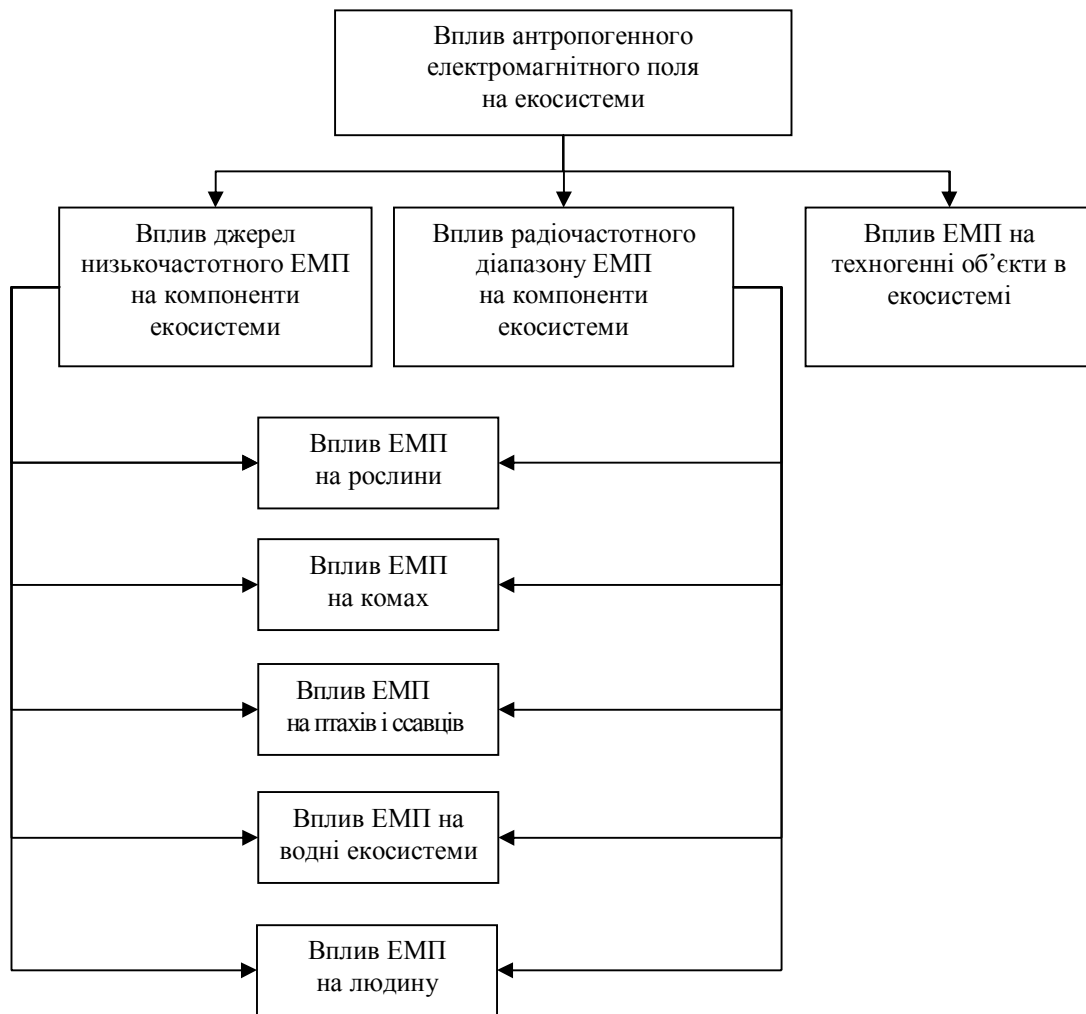 Вплив антропогенного
електромагнітного поля
на екосистеми
Вплив джерел
низькочастотного ЕМП
на компоненти
екосистеми
Вплив радіочастотного
діапазону ЕМП
на компоненти
екосистеми
Вплив ЕМП на
техногенні об’єкти в
екосистемі
Вплив ЕМП
на рослини
Вплив ЕМП
на комах
Вплив ЕМП
на птахів і ссавців
Вплив ЕМП на
водні екосистеми
Вплив ЕМП
на людину